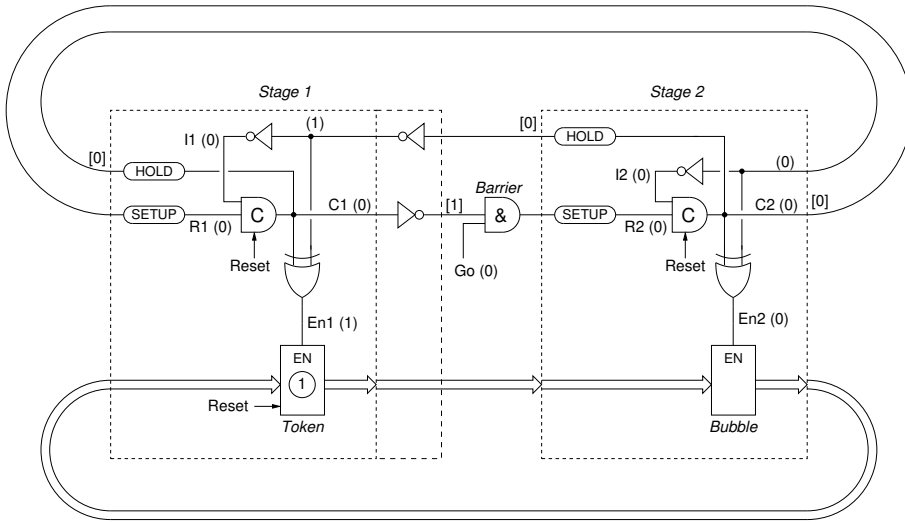 Stage 1
Stage 2
I1 (0)
(1)
[0]
HOLD
[0]
HOLD
I2 (0)
(0)
SETUP
R1 (0)
C
C1 (0)
[1]
Barrier
&
Go (0)
SETUP
R2 (0)
C
C2 (0)
[0]
Reset
Reset
En1 (1)
En2 (0)
EN
1
EN
Reset
Token
Bubble